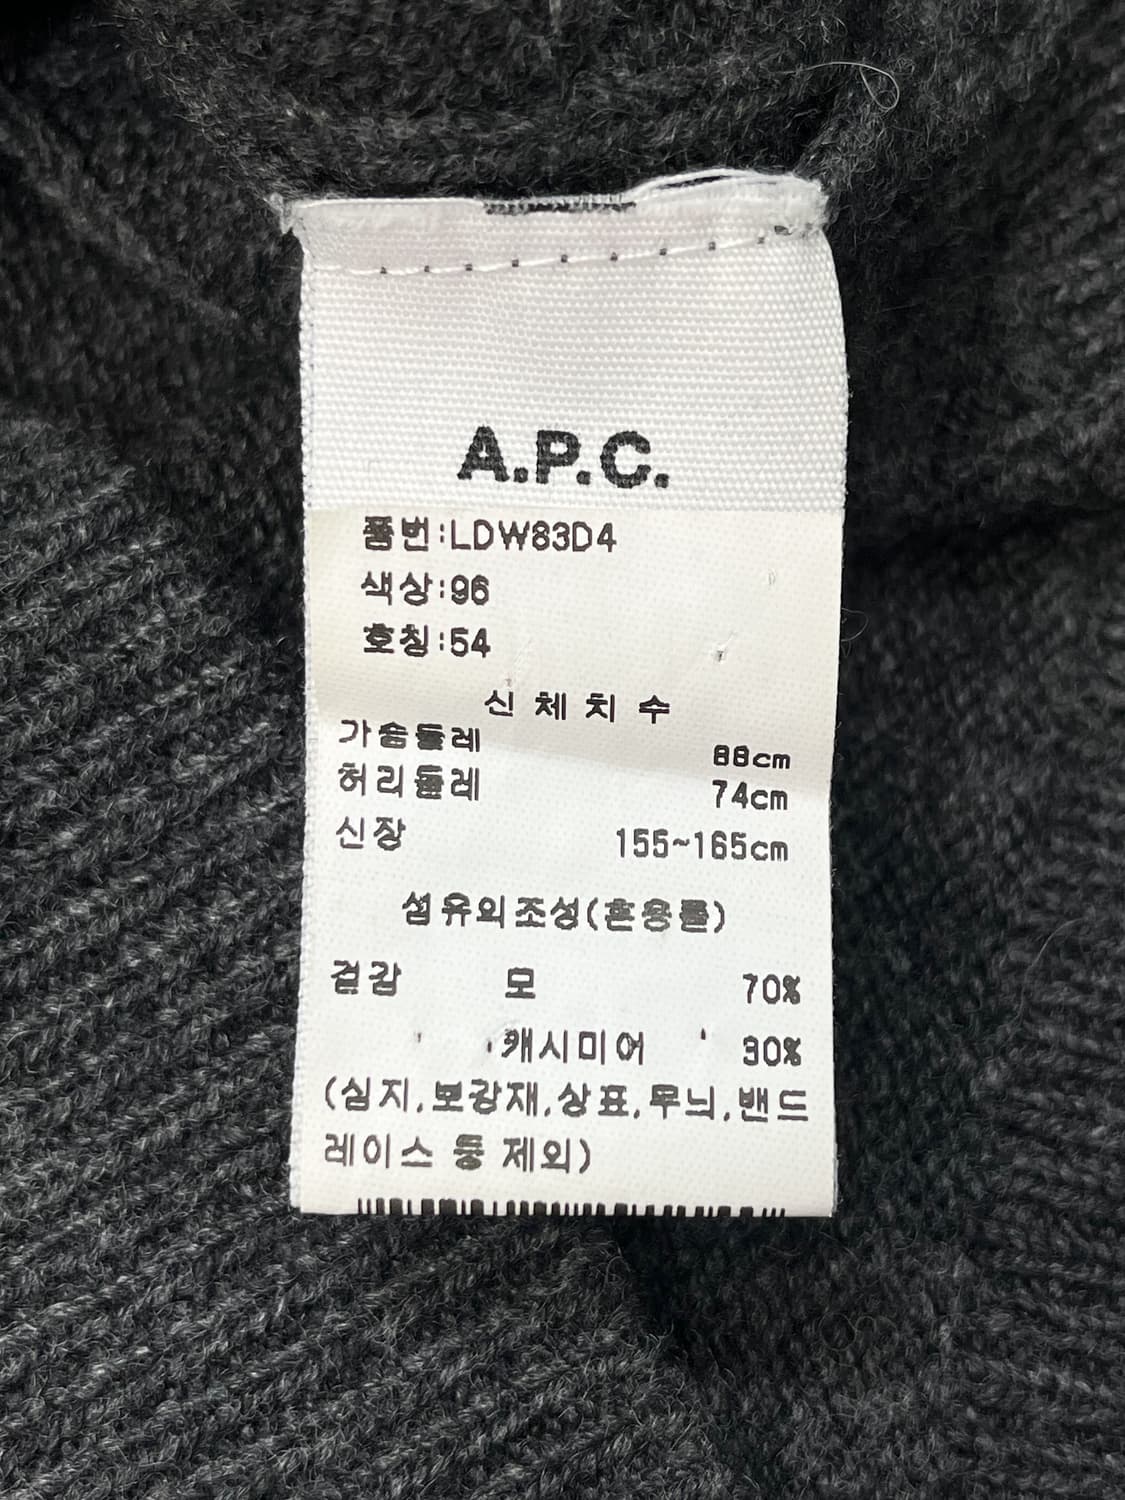 A.P.C.
품번:LDW83D4
색상:96
호칭:54
신 체 치 수
가슴둘레 88cm
허리둘레 74cm
신장 155~165cm
섬유의조성(혼용률)
겉감 모 70%
캐시미어 30%
(심지,보강재,상표,무늬,밴드
레이스 등 제외)